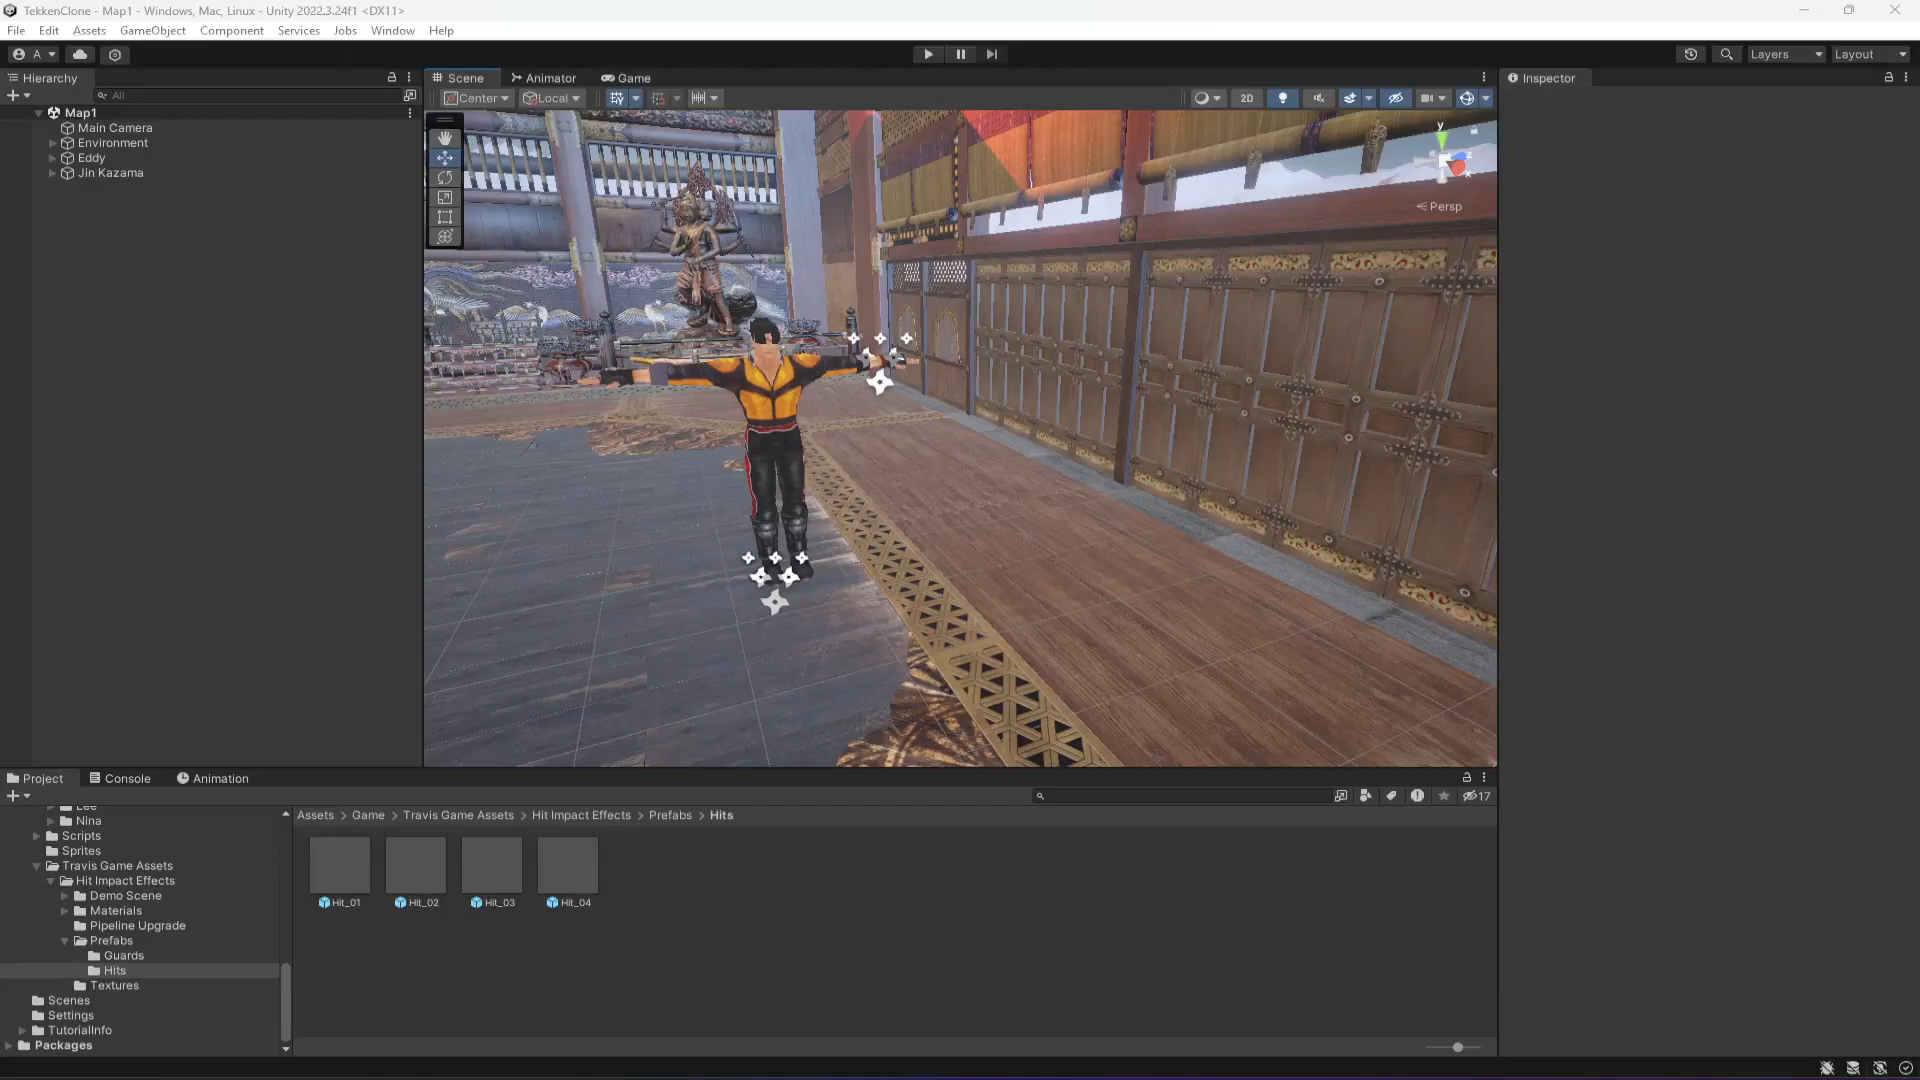 TekkenClone - Map1 - Windows, Mac, Linux - Unity 2022.3.24f1 <DX11>
File Edit Assets GameObject Component Services Jobs Window Help
A
Layers
Layout
Hierarchy
Scene
Animator
Game
Inspector
All
Center
Local
2D
Map1
Main Camera
Environment
Eddy
Jin Kazama
y
z
x
Persp
Project
Console
Animation
17
Lee
Nina
Scripts
Sprites
Travis Game Assets
Hit Impact Effects
Demo Scene
Materials
Pipeline Upgrade
Prefabs
Guards
Hits
Textures
Scenes
Settings
TutorialInfo
Packages
Assets > Game > Travis Game Assets > Hit Impact Effects > Prefabs > Hits
Hit_01
Hit_02
Hit_03
Hit_04